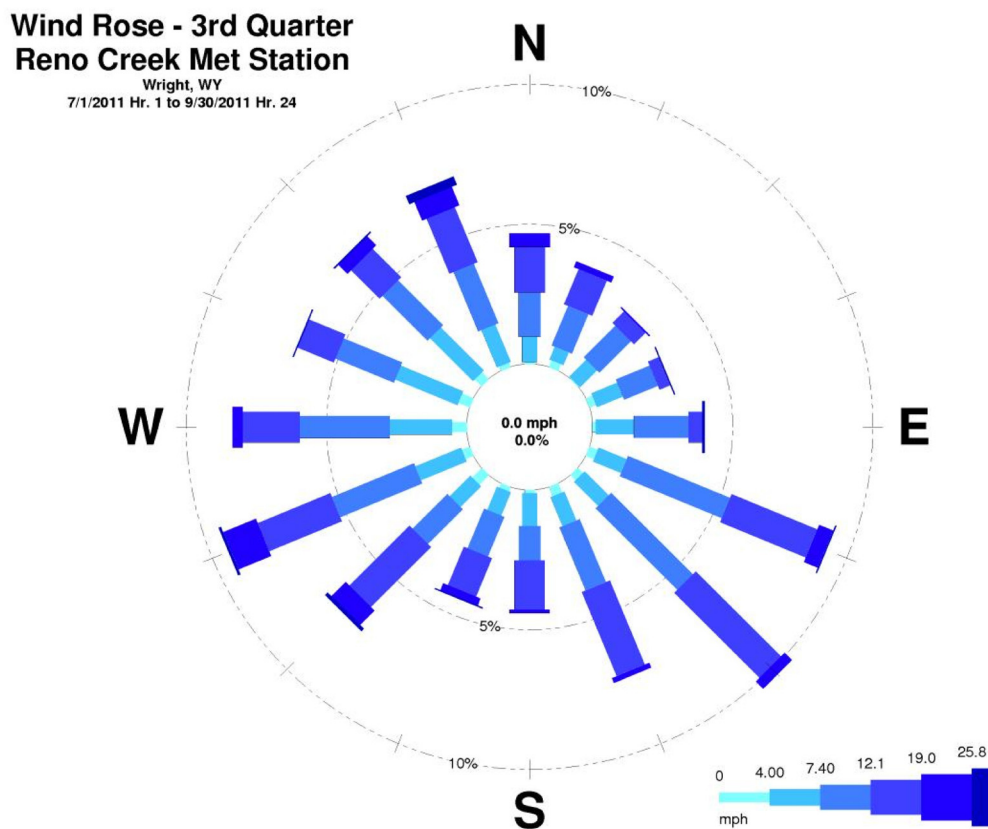 Wind Rose - 3rd Quarter
Reno Creek Met Station
Wright, WY
7/1/2011 Hr. 1 to 9/30/2011 Hr. 24
N
10%
5%
W
0.0 mph
0.0%
E
5%
10%
S
0 4.00 7.40 12.1 19.0 25.8
mph